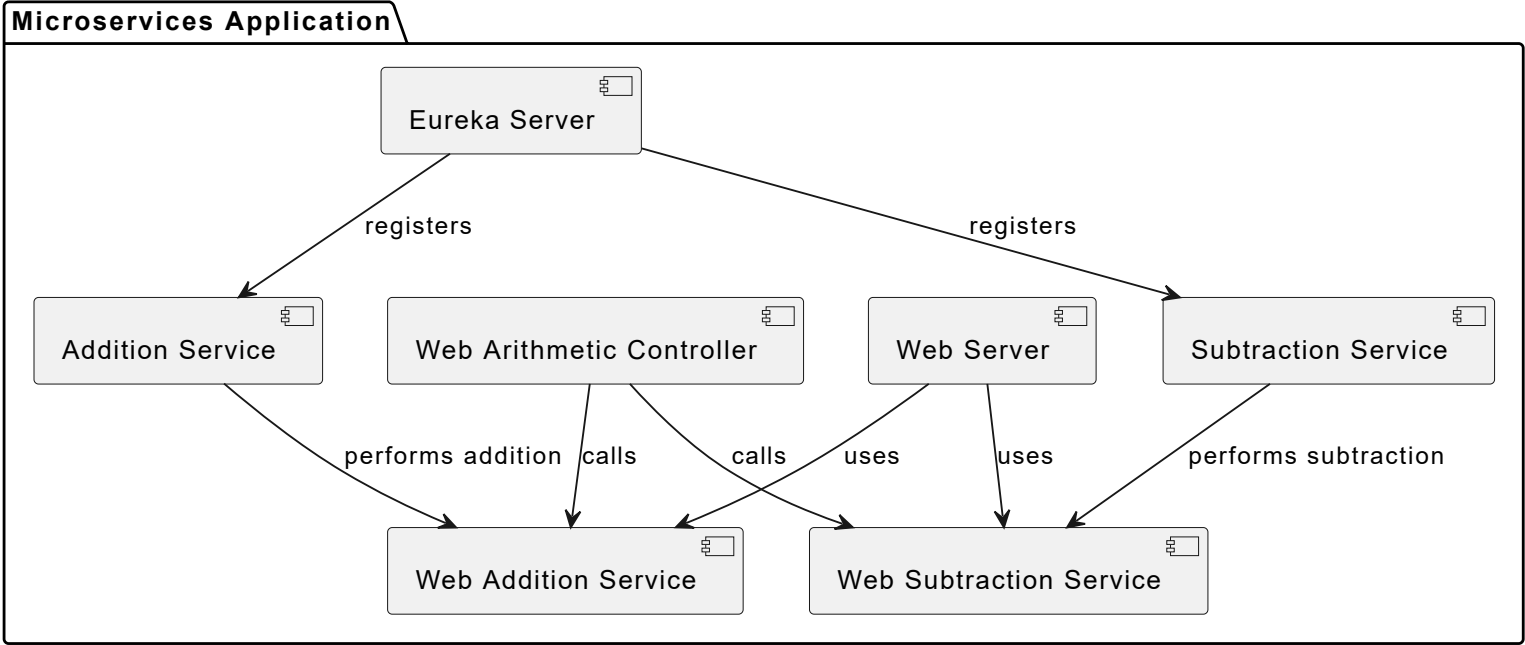 Microservices Application
Eureka Server
registers
registers
Addition Service
Web Arithmetic Controller
Web Server
Subtraction Service
performs addition
calls
calls
uses
uses
performs subtraction
Web Addition Service
Web Subtraction Service